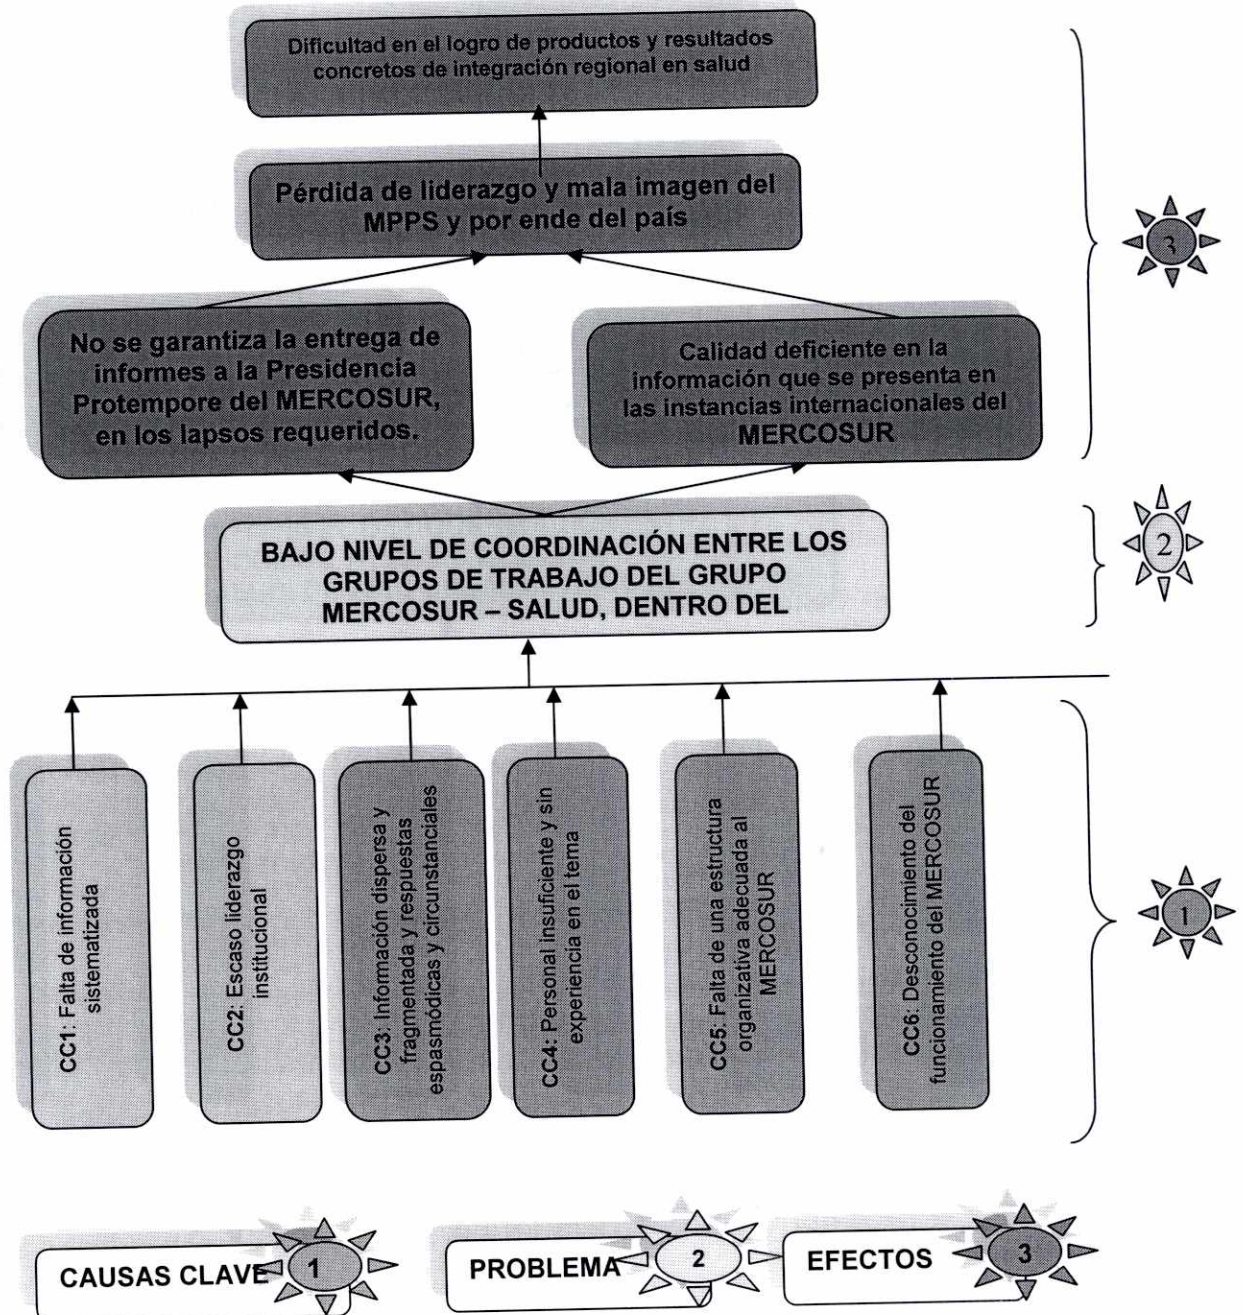 Dificultad en el logro de productos y resultados
concretos de integración regional en salud
Pérdida de liderazgo y mala imagen del
MPPS y por ende del país
3
No se garantiza la entrega de
informes a la Presidencia
Protempore del MERCOSUR,
en los lapsos requeridos.
Calidad deficiente en la
información que se presenta en
las instancias internacionales del
MERCOSUR
BAJO NIVEL DE COORDINACIÓN ENTRE LOS
GRUPOS DE TRABAJO DEL GRUPO
MERCOSUR – SALUD, DENTRO DEL
2
CC1: Falta de información
sistematizada
CC2: Escaso liderazgo
institucional
CC3: Información dispersa y
fragmentada y respuestas
espasmódicas y circunstanciales
CC4: Personal insuficiente y sin
experiencia en el tema
CC5: Falta de una estructura
organizativa adecuada al
MERCOSUR
CC6: Desconocimiento del
funcionamiento del MERCOSUR
1
CAUSAS CLAVE 1
PROBLEMA 2
EFECTOS 3